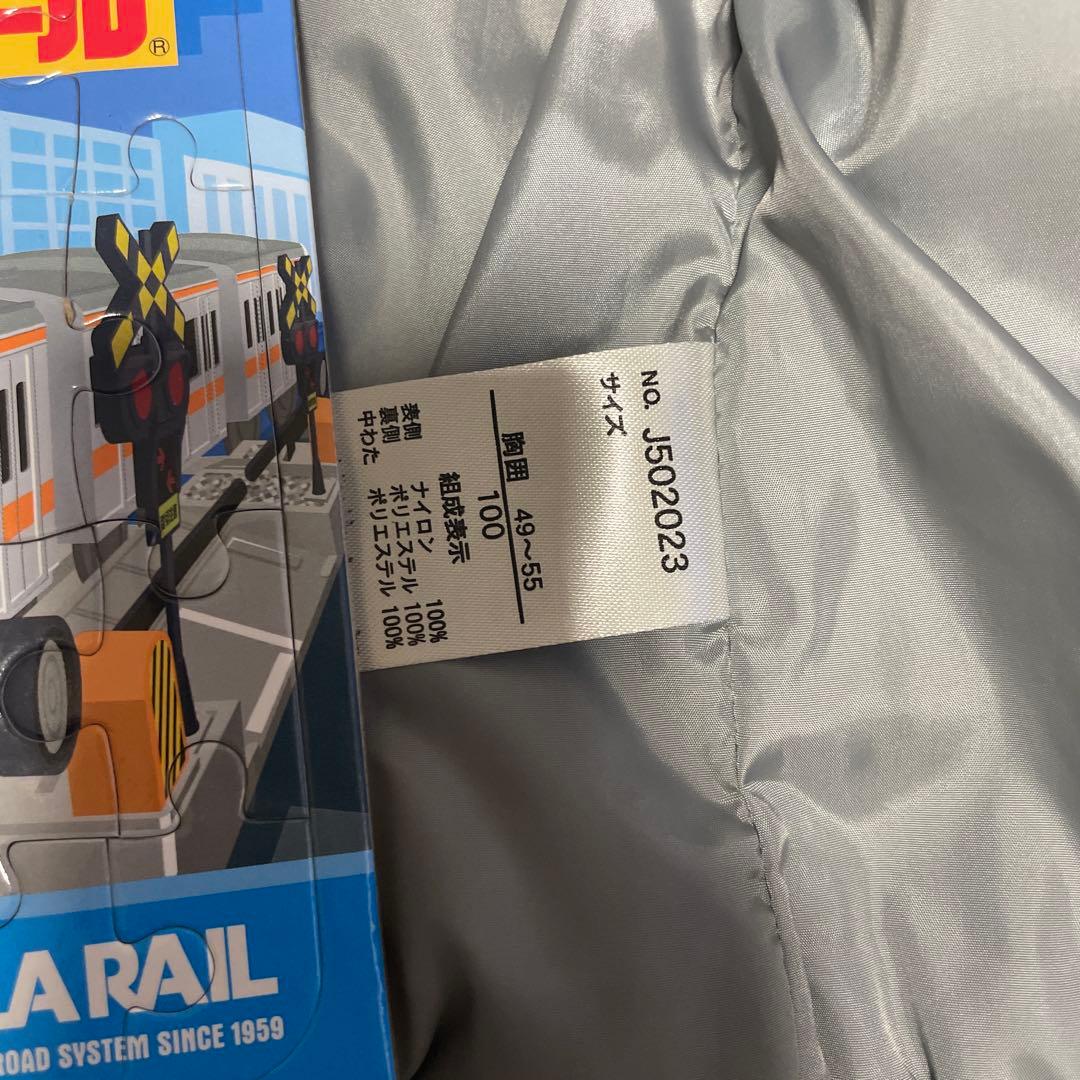 ®
LARAIL
ROAD SYSTEM SINCE 1959
NO. J502023
サイズ
胸囲 49〜55
100
組成表示
表側 ナイロン 100%
裏側 ポリエステル 100%
中わた ポリエステル 100%